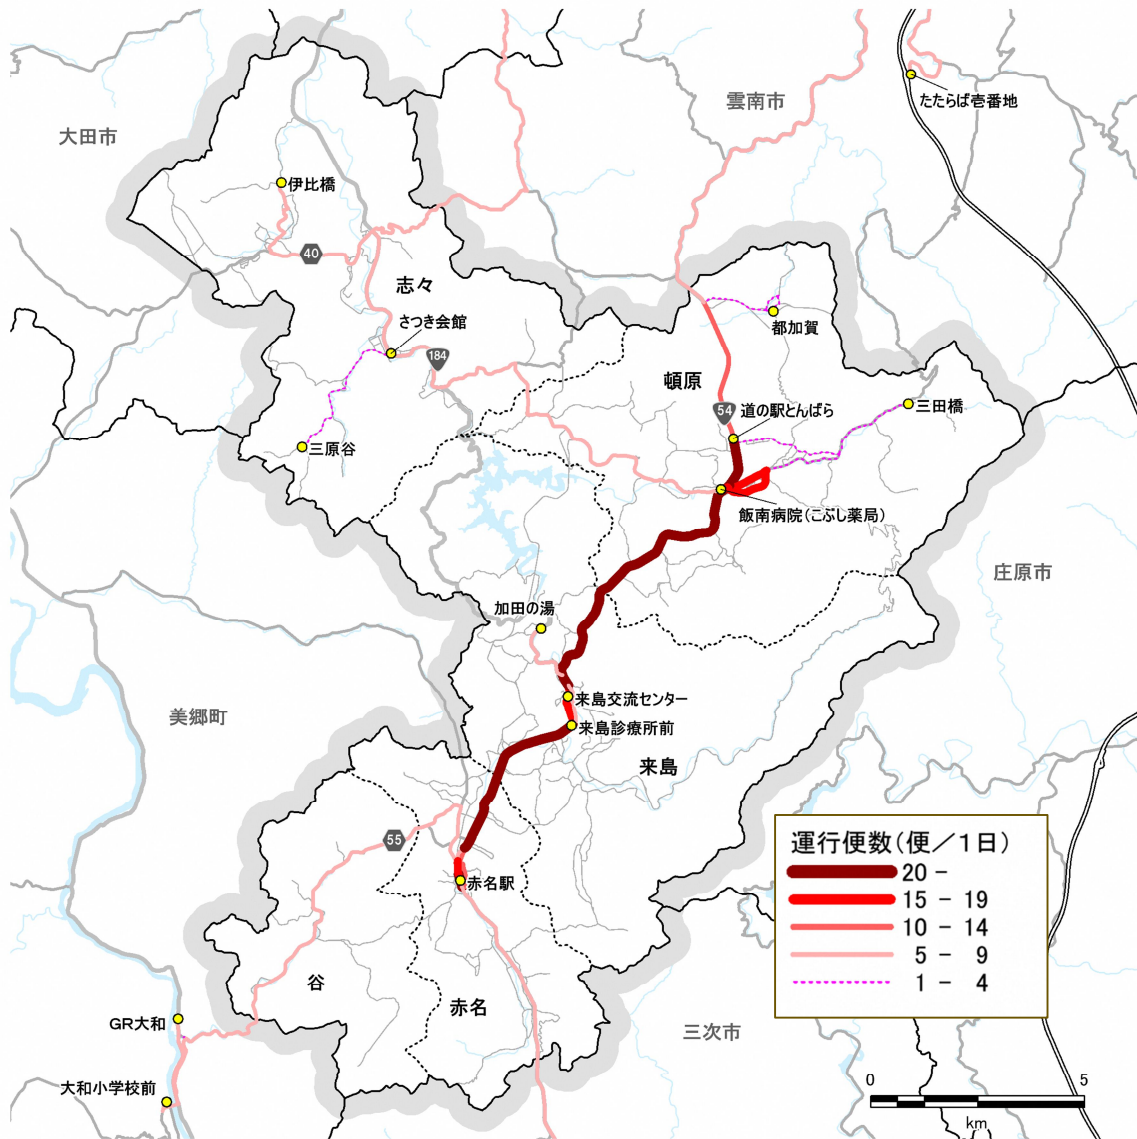 雲南市
たたらば壱番地
大田市
伊比橋
40
志々
さつき会館
都加賀
184
頓原
54
道の駅とんばら
三田橋
三原谷
飯南病院(こぶし薬局)
庄原市
加田の湯
来島交流センター
美郷町
来島診療所前
来島
55
赤名駅
谷
赤名
GR大和
三次市
大和小学校前
運行便数(便/1日)
20 -
15 - 19
10 - 14
5 - 9
1 - 4
0 5
km